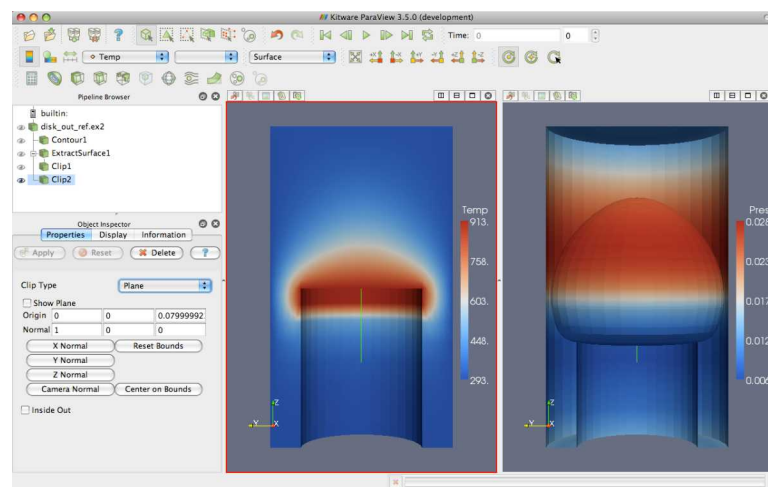 Kitware ParaView 3.5.0 (development)
Time: 0 0
Temp Surface
Pipeline Browser
builtin:
disk_out_ref.ex2
Contour1
ExtractSurface1
Clip1
Clip2
Object Inspector
Properties Display Information
Apply Reset Delete ?
Clip Type Plane
Show Plane
Origin 0 0 0.07999992
Normal 1 0 0
X Normal Reset Bounds
Y Normal
Z Normal
Camera Normal Center on Bounds
Inside Out
Temp
913.
758.
603.
448.
293.
Z
Y X
Pres
0.028
0.023
0.017
0.012
0.006
Z
Y X